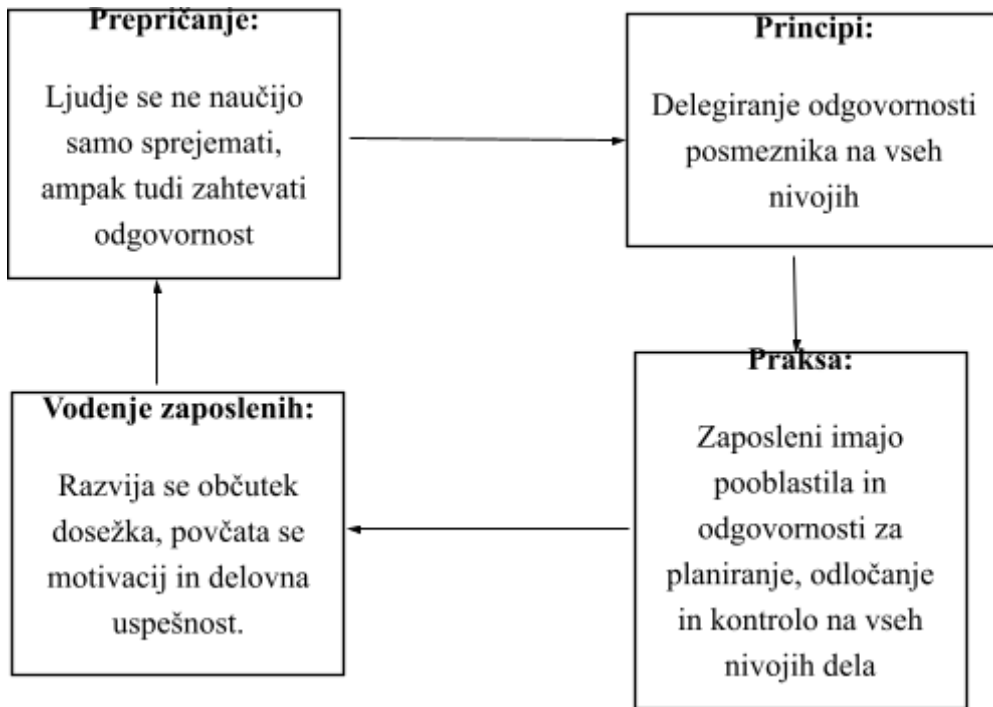 Prepričanje:
Ljudje se ne naučijo
samo sprejemati,
ampak tudi zahtevati
odgovornost
Principi:
Delegiranje odgovornosti
posmeznika na vseh
nivojih
Praksa:
Zaposleni imajo
pooblastila in
odgovornosti za
planiranje, odločanje
in kontrolo na vseh
nivojih dela
Vodenje zaposlenih:
Razvija se občutek
dosežka, povčata se
motivacij in delovna
uspešnost.